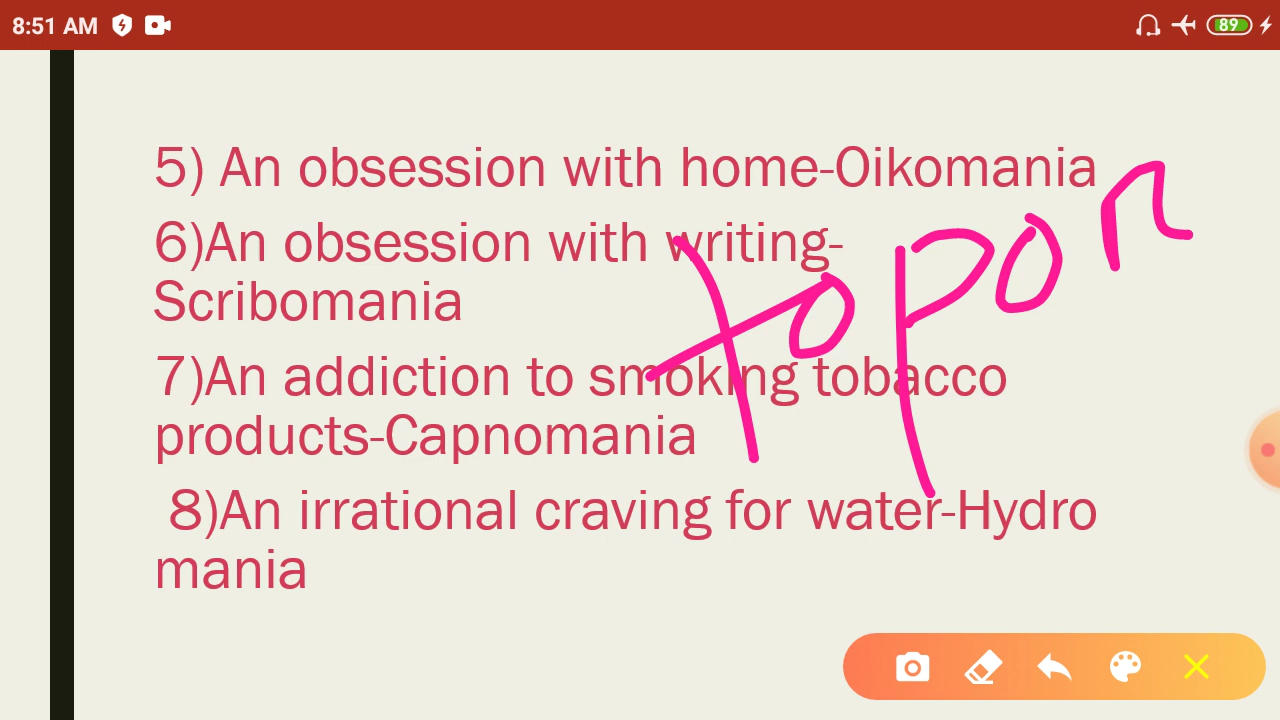 8:51 AM
89
5) An obsession with home-Oikomania
6)An obsession with writing-
Scribomania
7)An addiction to smoking tobacco
products-Capnomania
8)An irrational craving for water-Hydro
mania